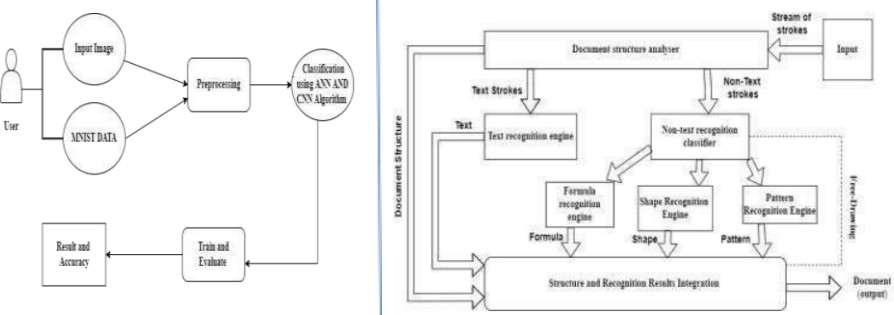 User
Input Image
MNIST DATA
Preprocessing
Classification
using ANN AND
CNN Algorithm
Train and
Evaluate
Result and
Accuracy
Stream of
strokes
Input
Document structure analyser
Text Strokes
Non-Text
strokes
Text
Text recognition engine
Non-text recognition
classifier
Document Structure
Formula
recognition
engine
Shape Recognition
Engine
Pattern
Recognition Engine
Free-Drawing
Formula
Shape
Pattern
Structure and Recognition Results Integration
Document
(output)